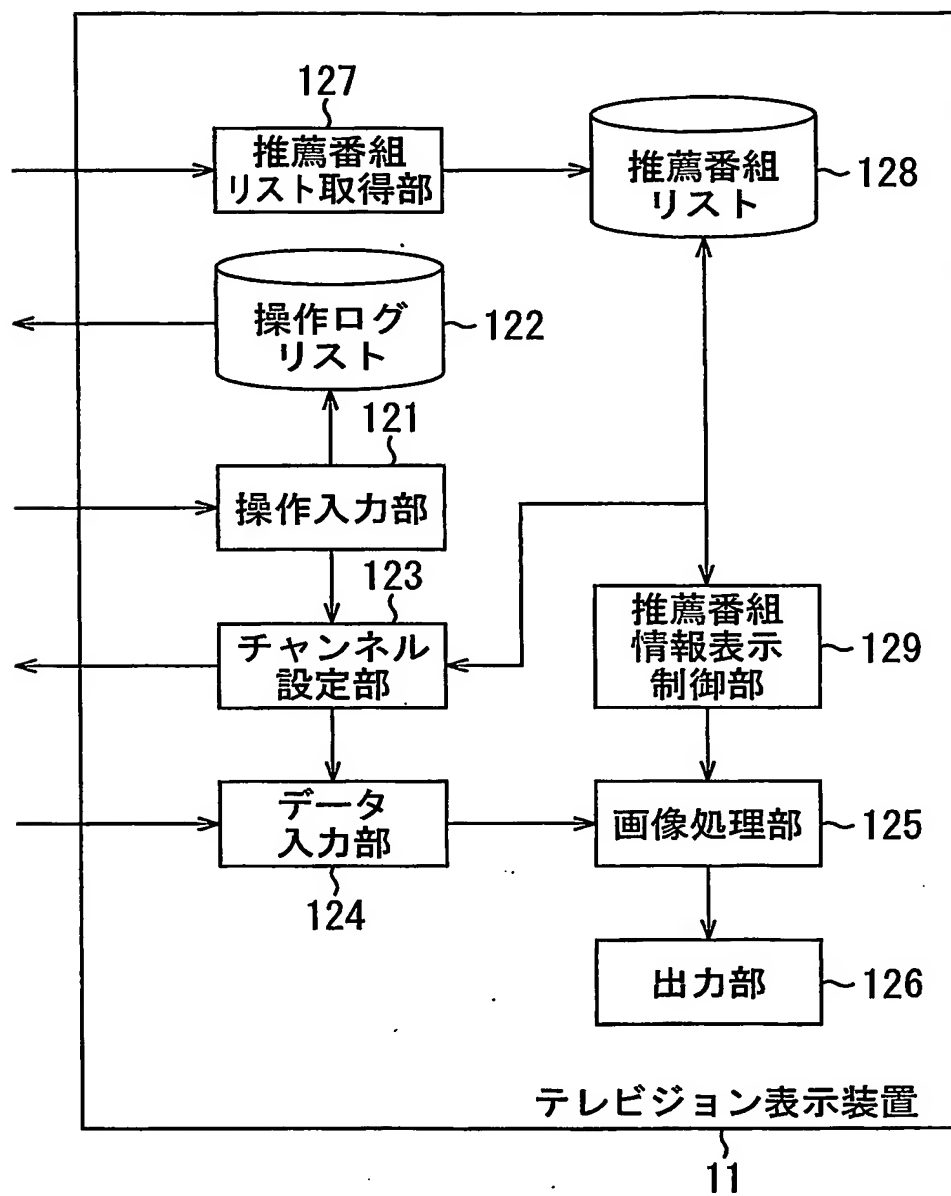 127
推薦番組
リスト取得部
推薦番組
リスト
128
操作ログ
リスト
122
121
操作入力部
123
チャンネル
設定部
推薦番組
情報表示
制御部
129
データ
入力部
124
画像処理部
125
出力部
126
テレビジョン表示装置
11